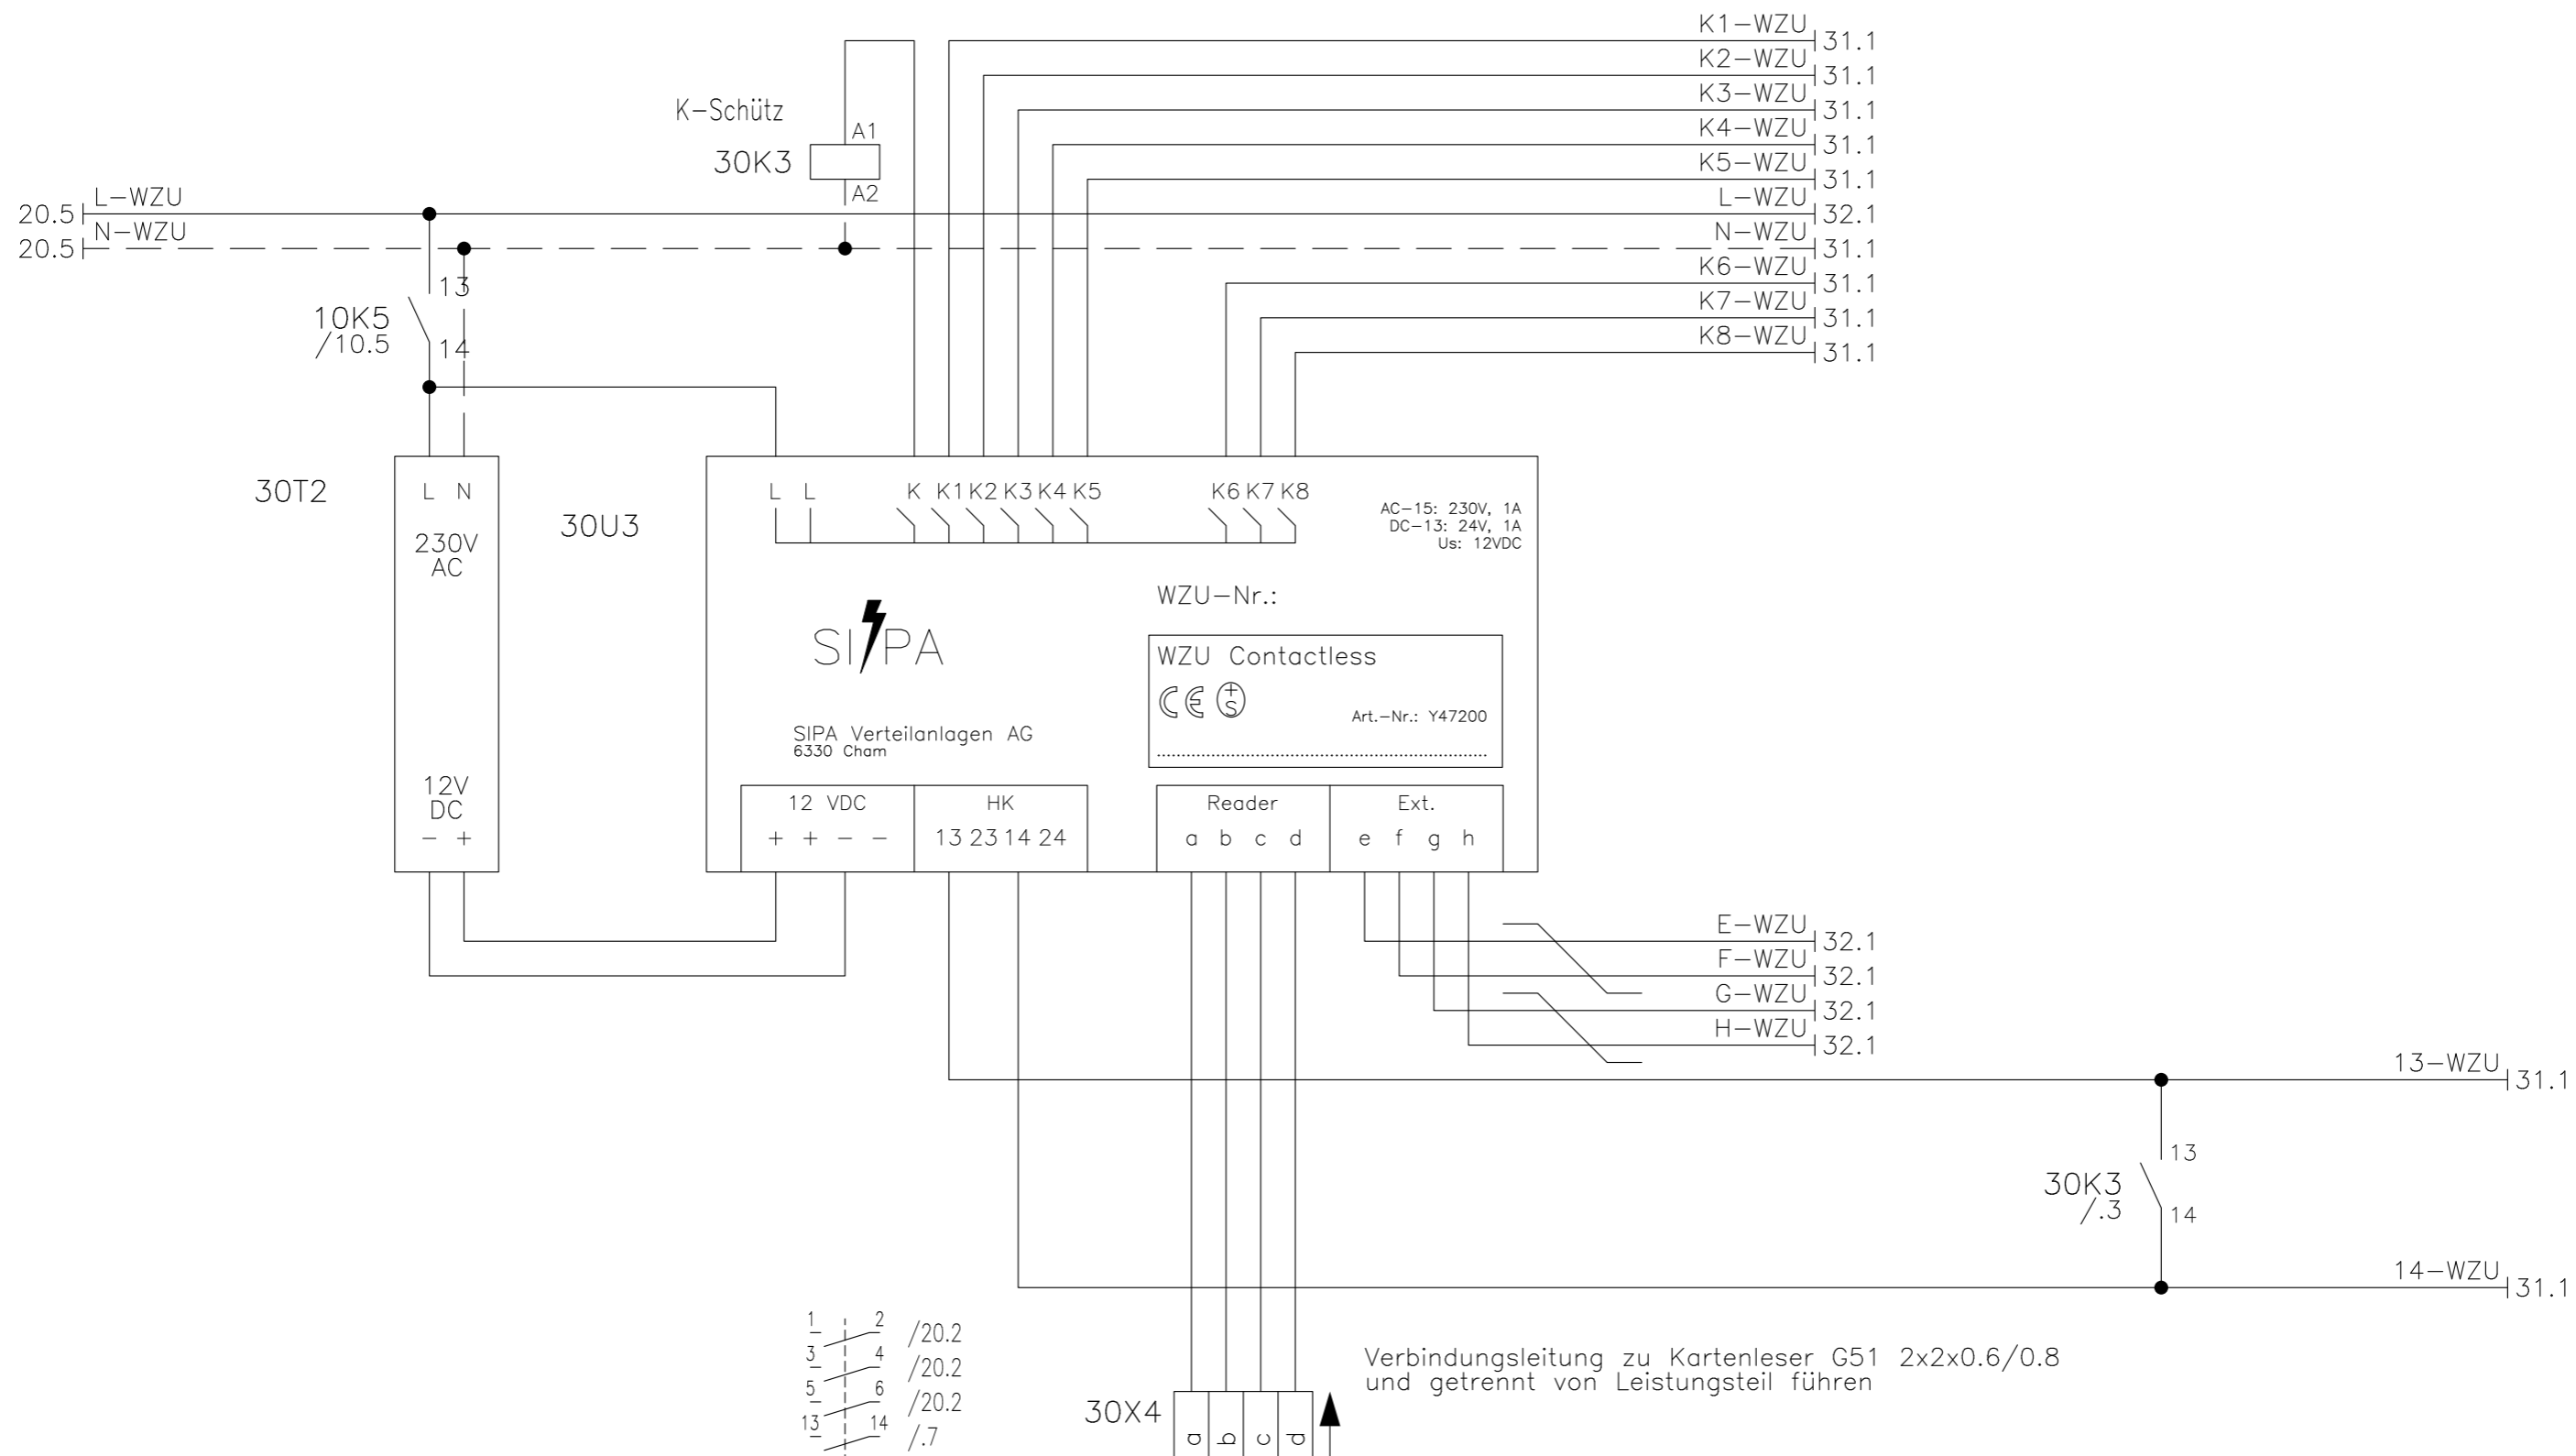 K1-WZU 31.1
K2-WZU 31.1
K3-WZU 31.1
K4-WZU 31.1
K5-WZU 31.1
L-WZU 32.1
N-WZU 31.1
K6-WZU 31.1
K7-WZU 31.1
K8-WZU 31.1
K-Schütz
A1
30K3
A2
20.5 L-WZU
20.5 N-WZU
13
10K5
/10.5
14
30T2
L N
230V
AC
12V
DC
- +
30U3
L L K K1 K2 K3 K4 K5 K6 K7 K8
AC-15: 230V, 1A
DC-13: 24V, 1A
Us: 12VDC
WZU-Nr.:
SIPA
WZU Contactless
CE +S
Art.-Nr.: Y47200
SIPA Verteilanlagen AG
6330 Cham
12 VDC HK Reader Ext.
+ + - - 13 23 14 24 a b c d e f g h
E-WZU 32.1
F-WZU 32.1
G-WZU 32.1
H-WZU 32.1
13-WZU 31.1
13
30K3
/.3
14
14-WZU 31.1
1 2 /20.2
3 4 /20.2
5 6 /20.2
13 14 /.7
Verbindungsleitung zu Kartenleser G51 2x2x0.6/0.8
und getrennt von Leistungsteil führen
30X4
a b c d